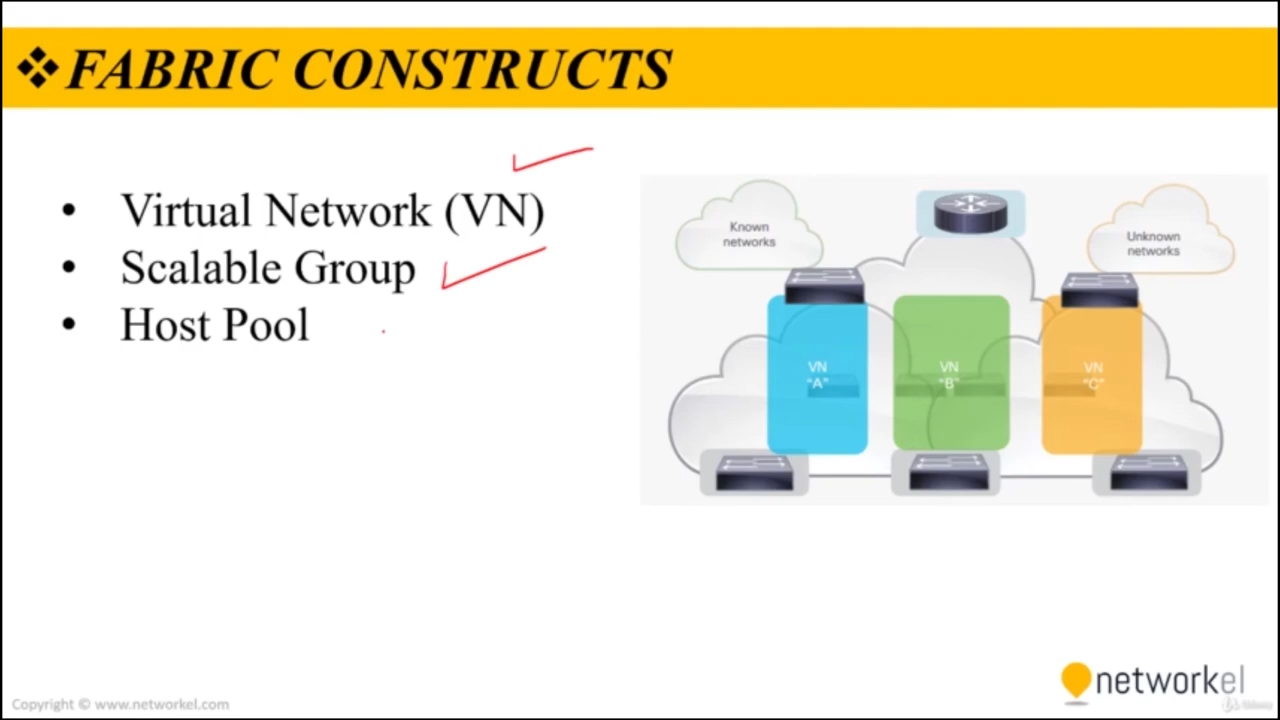 ❖FABRIC CONSTRUCTS
• Virtual Network (VN)
• Scalable Group
• Host Pool
Known
networks
Unknown
networks
VN
"A"
VN
"B"
VN
"C"
networkel
Copyright © www.networkel.com
Udemy